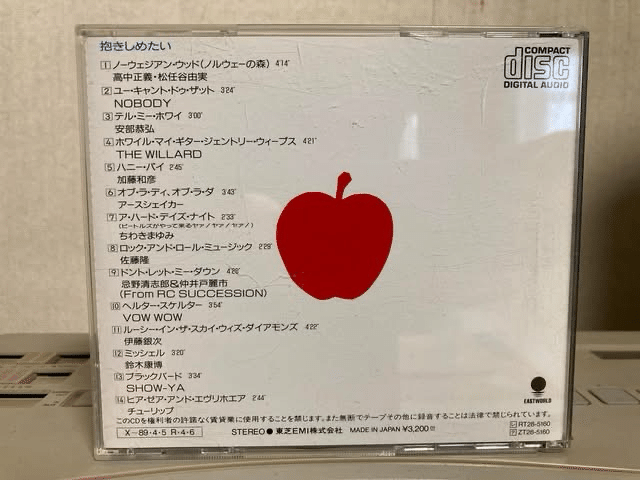 抱きしめたい
COMPACT
disc
DIGITAL AUDIO
1 ノーウェジアン・ウッド(ノルウェーの森) 4'14"
高中正義・松任谷由実
2 ユー・キャント・ドゥ・ザット 3'24"
NOBODY
3 テル・ミー・ホワイ 3'00"
安部恭弘
4 ホワイル・マイ・ギター・ジェントリー・ウィープス 4'21"
THE WILLARD
5 ハニー・パイ 2'45"
加藤和彦
6 オブ・ラ・ディ、オブ・ラ・ダ 3'43"
アースシェイカー
7 ア・ハード・デイズ・ナイト 2'33"
(ビートルズがやって来るヤァ!ヤァ!ヤァ!)
ちわきまゆみ
8 ロック・アンド・ロール・ミュージック 2'29"
佐藤隆
9 ドント・レット・ミー・ダウン 4'20"
忌野清志郎&仲井戸麗市
(From RC SUCCESSION)
10 ヘルター・スケルター 3'54"
VOW WOW
11 ルーシー・イン・ザ・スカイ・ウィズ・ダイアモンズ 4'22"
伊藤銀次
12 ミッシェル 3'20"
鈴木康博
13 ブラックバード 3'34"
SHOW-YA
14 ヒア・ゼア・アンド・エヴリホエア 2'44"
チューリップ
EASTWORLD
このCDを権利者の許諾なく賃貸業に使用することを禁じます。また無断でテープその他に録音することは法律で禁じられています。
X-89・4・5 R・4・6
STEREO ● 東芝EMI株式会社 MADE IN JAPAN ¥3,200
RT28-5160
ZT28-5160